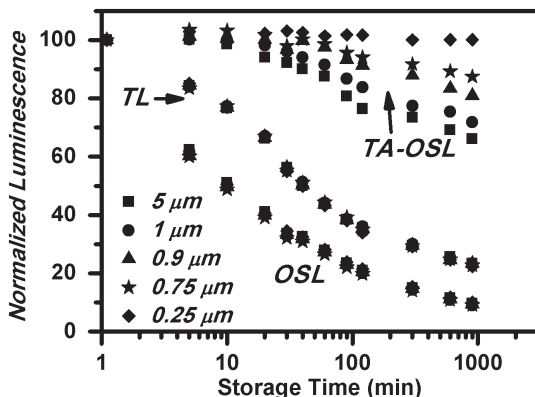 Normalized Luminescence
100
80
60
40
20
0
TL
TA-OSL
OSL
5 μm
1 μm
0.9 μm
0.75 μm
0.25 μm
1 10 100 1000
Storage Time (min)